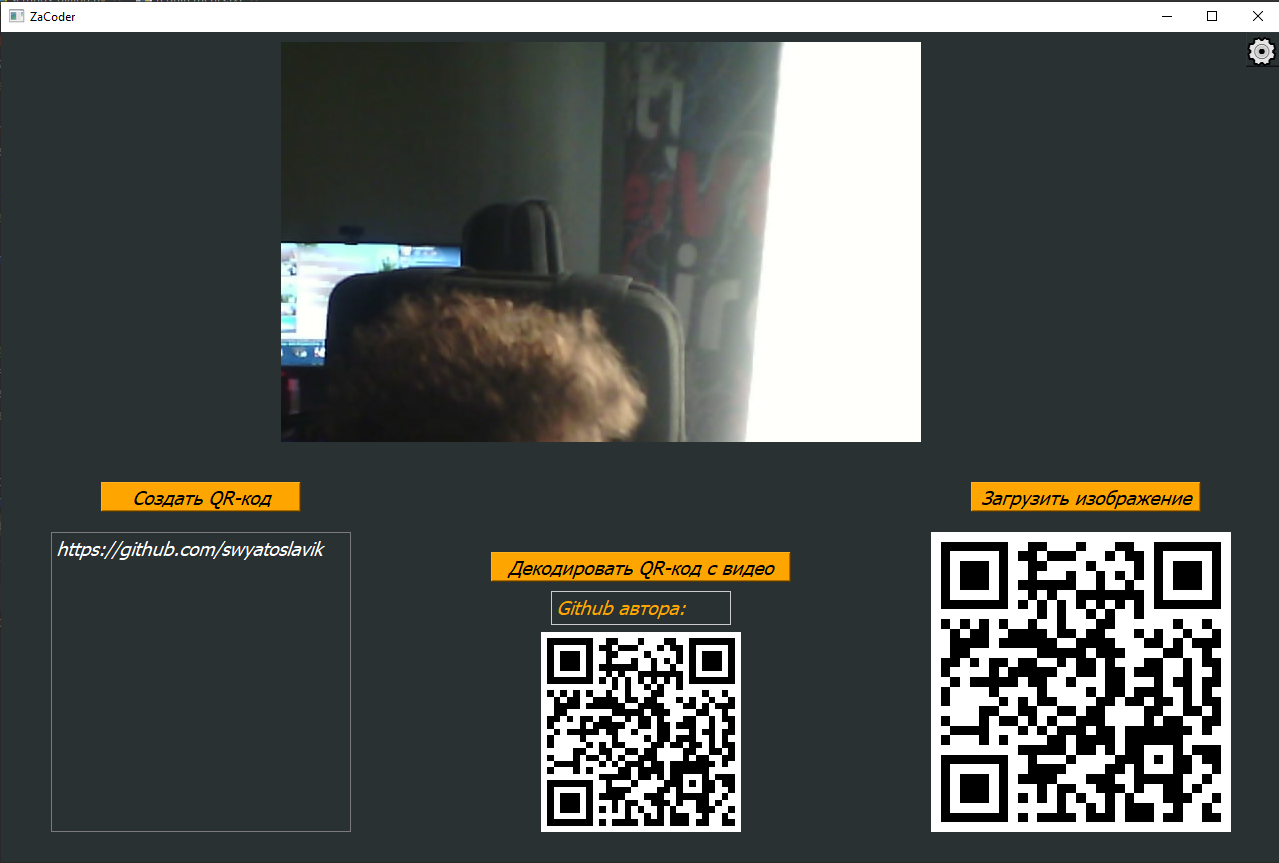 ZaCoder
Создать QR-код
Загрузить изображение
https://github.com/swyatoslavik
Декодировать QR-код с видео
Github автора: